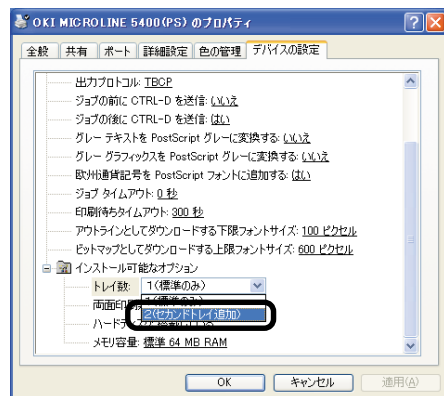 OKI MICROLINE 5400(PS) のプロパティ
全般 共有 ポート 詳細設定 色の管理 デバイスの設定
出力プロトコル: TBCP
ジョブの前に CTRL-D を送信: いいえ
ジョブの後に CTRL-D を送信: はい
グレー テキストを PostScript グレーに変換する: いいえ
グレー グラフィックスを PostScript グレーに変換する: いいえ
欧州通貨記号を PostScript フォントに追加する: はい
ジョブ タイムアウト: 0 秒
印刷待ちタイムアウト: 300 秒
アウトラインとしてダウンロードする下限フォントサイズ: 100 ピクセル
ビットマップとしてダウンロードする上限フォントサイズ: 600 ピクセル
インストール可能なオプション
トレイ数: 1(標準のみ)
両面印刷
1(標準のみ)
2(セカンドトレイ追加)
ハードディ
メモリ容量: 標準 64 MB RAM
OK キャンセル 適用(A)